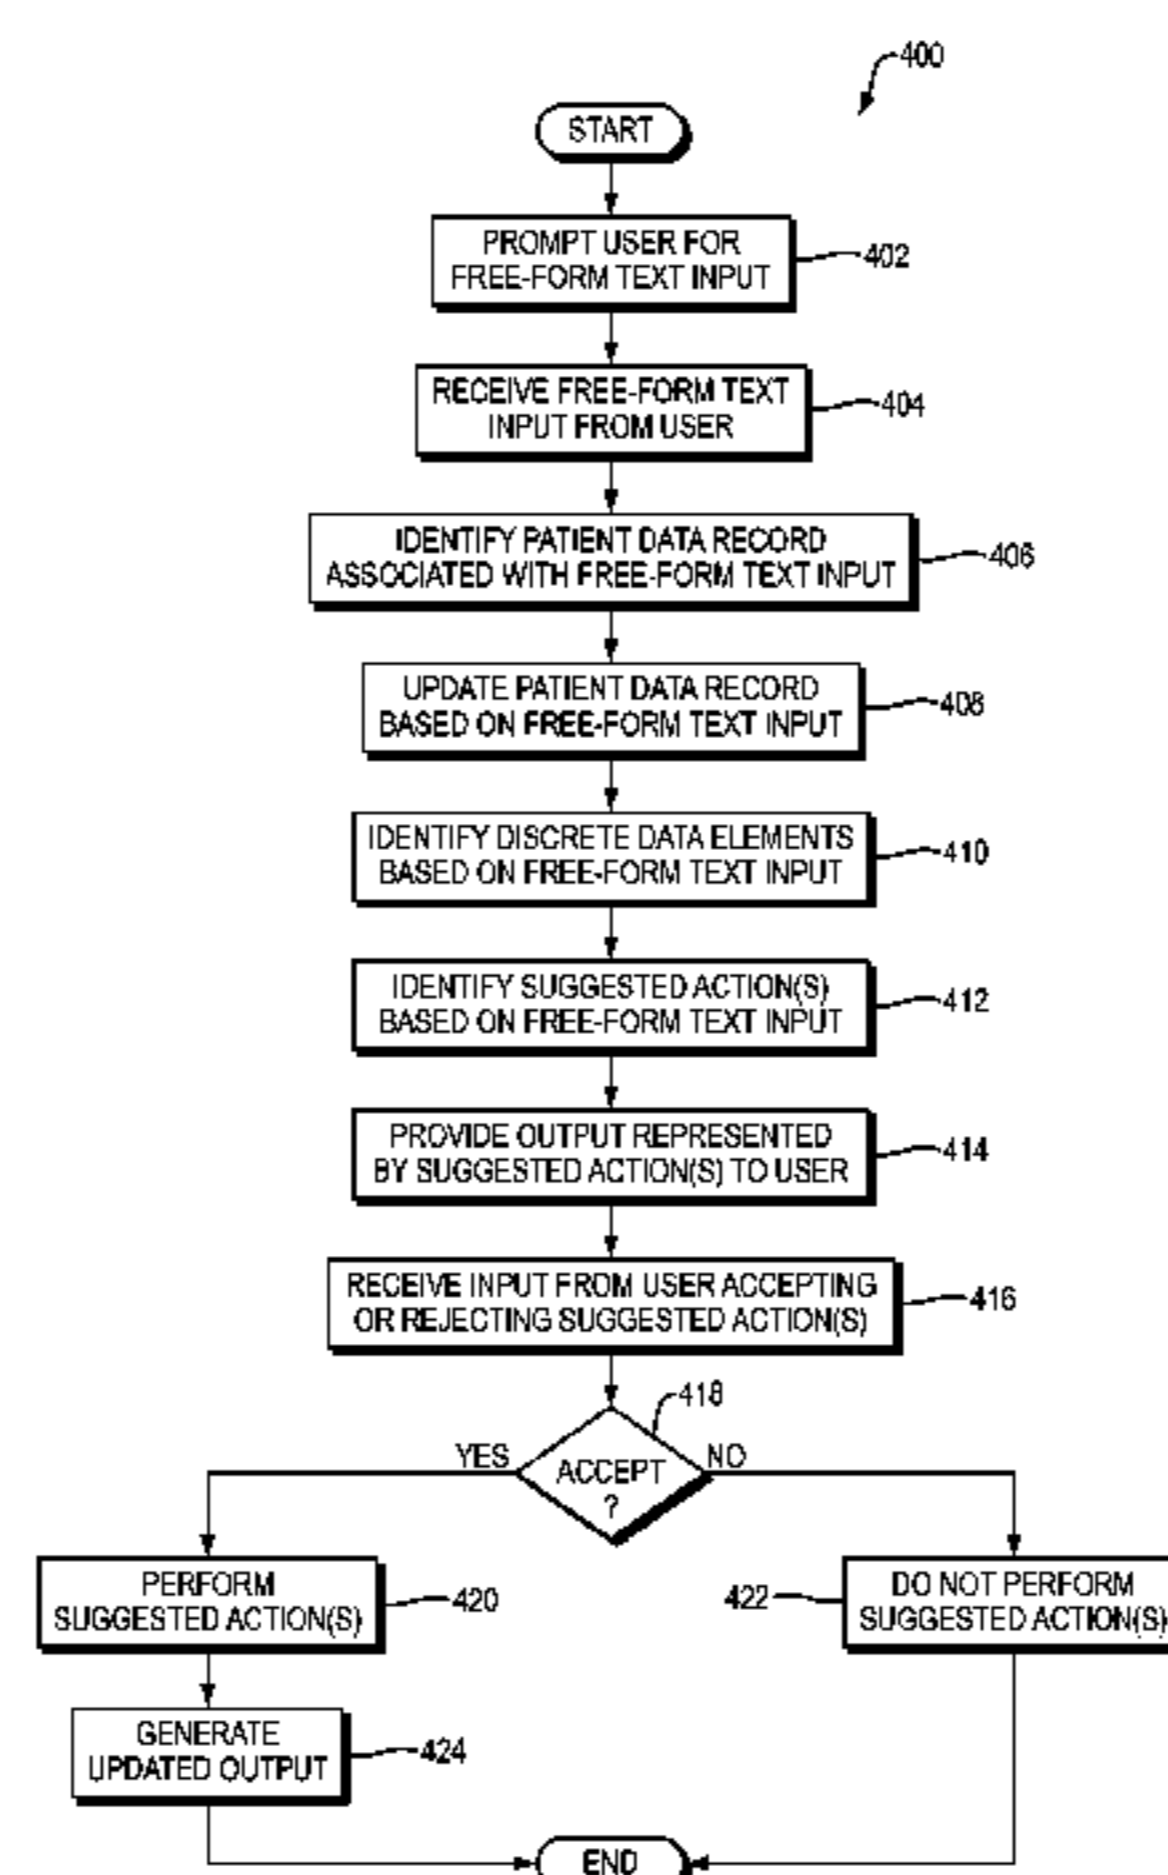 400
START
PROMPT USER FOR
FREE-FORM TEXT INPUT
402
RECEIVE FREE-FORM TEXT
INPUT FROM USER
404
IDENTIFY PATIENT DATA RECORD
ASSOCIATED WITH FREE-FORM TEXT INPUT
406
UPDATE PATIENT DATA RECORD
BASED ON FREE-FORM TEXT INPUT
408
IDENTIFY DISCRETE DATA ELEMENTS
BASED ON FREE-FORM TEXT INPUT
410
IDENTIFY SUGGESTED ACTION(S)
BASED ON FREE-FORM TEXT INPUT
412
PROVIDE OUTPUT REPRESENTED
BY SUGGESTED ACTION(S) TO USER
414
RECEIVE INPUT FROM USER ACCEPTING
OR REJECTING SUGGESTED ACTION(S)
416
418
YES
ACCEPT
?
NO
PERFORM
SUGGESTED ACTION(S)
420
422
DO NOT PERFORM
SUGGESTED ACTION(S)
GENERATE
UPDATED OUTPUT
424
END